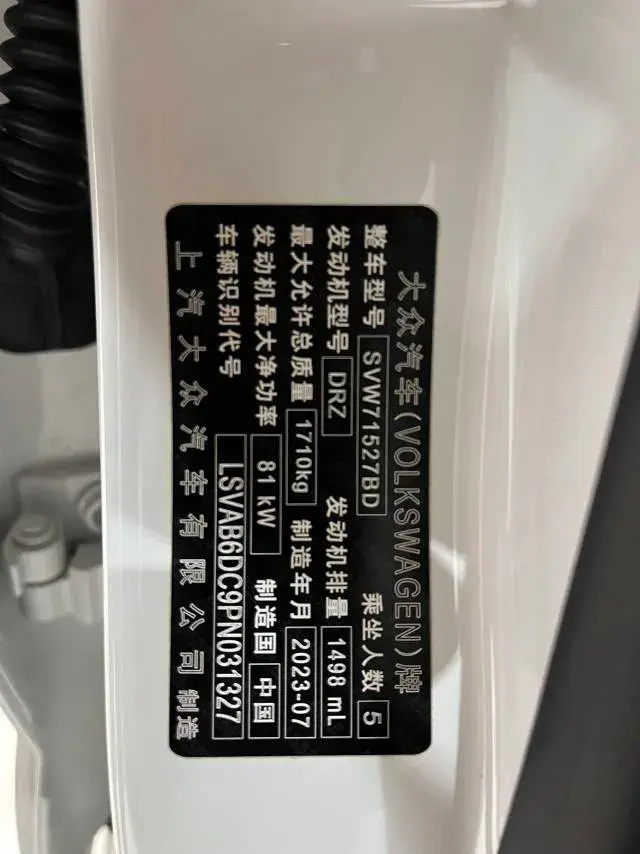 大众汽车(VOLKSWAGEN)牌
整车型号 SVW71527BD 乘坐人数 5
发动机型号 DRZ 发动机排量 1498 mL
最大允许总质量 1710kg 制造年月 2023-07
发动机最大净功率 81 kW 制造国 中国
车辆识别代号 LSVAB6DC9PN031327
上汽大众汽车有限公司制造